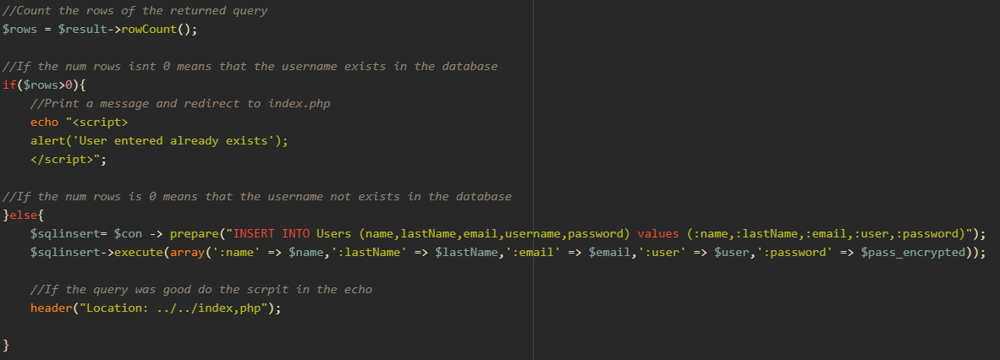 //Count the rows of the returned query
$rows = $result->rowCount();
//If the num rows isnt 0 means that the username exists in the database
if($rows>0){
//Print a message and redirect to index.php
echo "<script>
alert('User entered already exists');
</script>";
//If the num rows is 0 means that the username not exists in the database
}else{
$sqlinsert= $con -> prepare("INSERT INTO Users (name,lastName,email,username,password) values (:name,:lastName,:email,:user,:password)");
$sqlinsert->execute(array(':name' => $name,':lastName' => $lastName,':email' => $email,':user' => $user,':password' => $pass_encrypted));
//If the query was good do the scrpit in the echo
header("Location: ../../index,php");
}